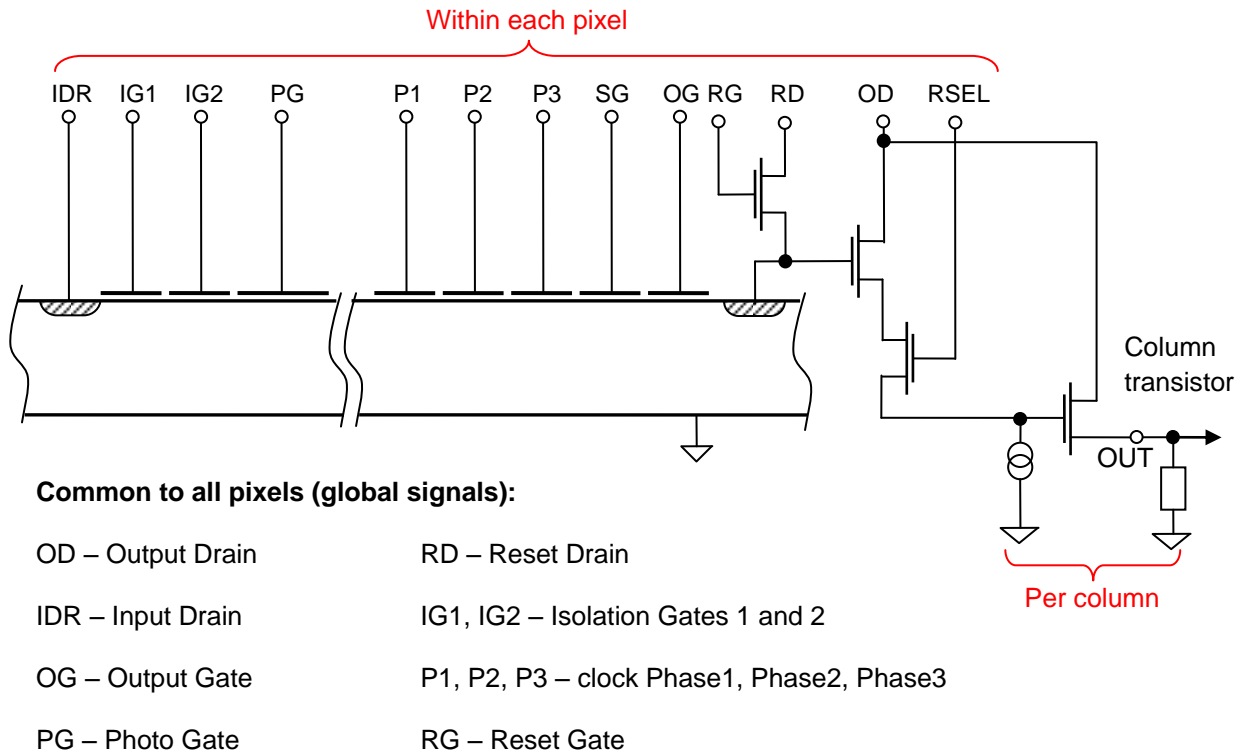 Within each pixel
IDR IG1 IG2 PG P1 P2 P3 SG OG RG RD OD RSEL
Column
transistor
OUT
Per column
Common to all pixels (global signals):
OD – Output Drain RD – Reset Drain
IDR – Input Drain IG1, IG2 – Isolation Gates 1 and 2
OG – Output Gate P1, P2, P3 – clock Phase1, Phase2, Phase3
PG – Photo Gate RG – Reset Gate